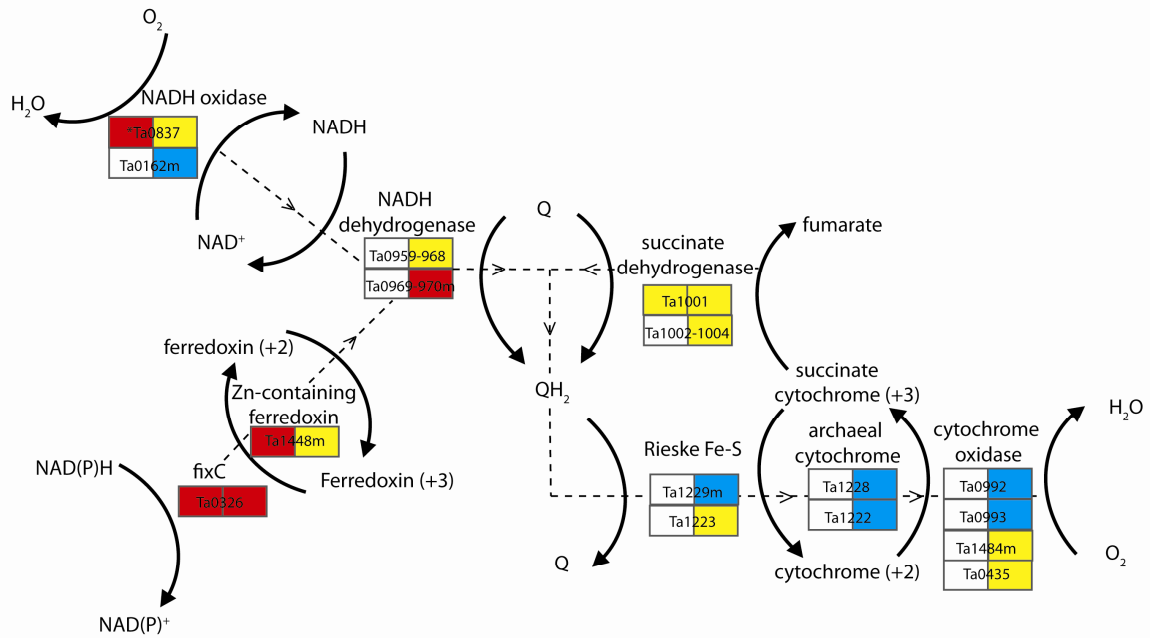 O₂
H₂O
NADH oxidase
*Ta0837
Ta0162m
NADH
NAD⁺
NADH
dehydrogenase
Ta0959-968
Ta0969-970m
Q
succinate
dehydrogenase
Ta1001
Ta1002-1004
fumarate
ferredoxin (+2)
Zn-containing
ferredoxin
Ta1448m
Ferredoxin (+3)
fixC
Ta0326
NAD(P)H
NAD(P)⁺
QH₂
Q
Rieske Fe-S
Ta1229m
Ta1223
succinate
cytochrome (+3)
archaeal
cytochrome
Ta1228
Ta1222
cytochrome (+2)
cytochrome
oxidase
Ta0992
Ta0993
Ta1484m
Ta0435
H₂O
O₂